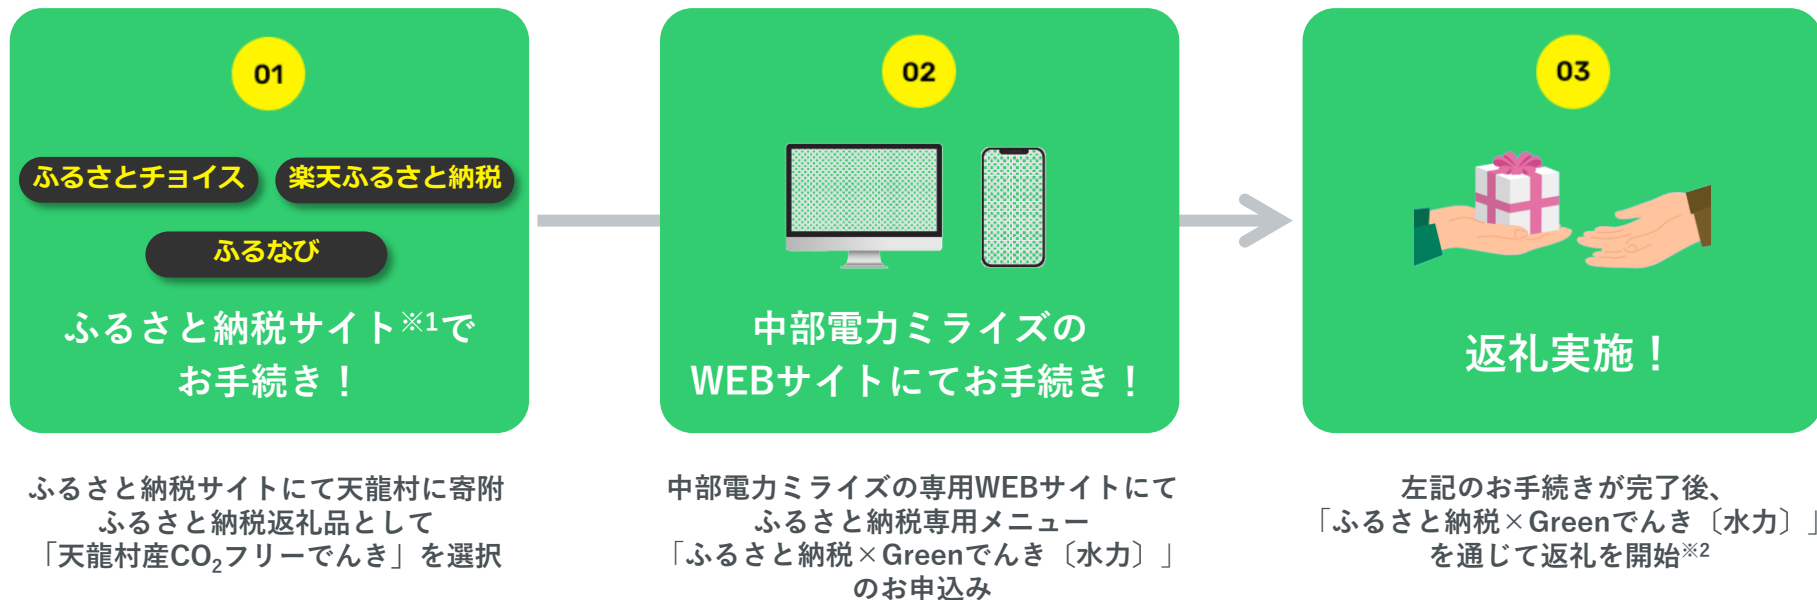 01
ふるさとチョイス
楽天ふるさと納税
ふるなび
ふるさと納税サイト※1で
お手続き！
ふるさと納税サイトにて天龍村に寄附
ふるさと納税返礼品として
「天龍村産CO₂フリーでんき」を選択
02
中部電力ミライズの
WEBサイトにてお手続き！
中部電力ミライズの専用WEBサイトにて
ふるさと納税専用メニュー
「ふるさと納税×Greenでんき〔水力〕」
のお申込み
03
返礼実施！
左記のお手続きが完了後、
「ふるさと納税×Greenでんき〔水力〕」
を通じて返礼を開始※2